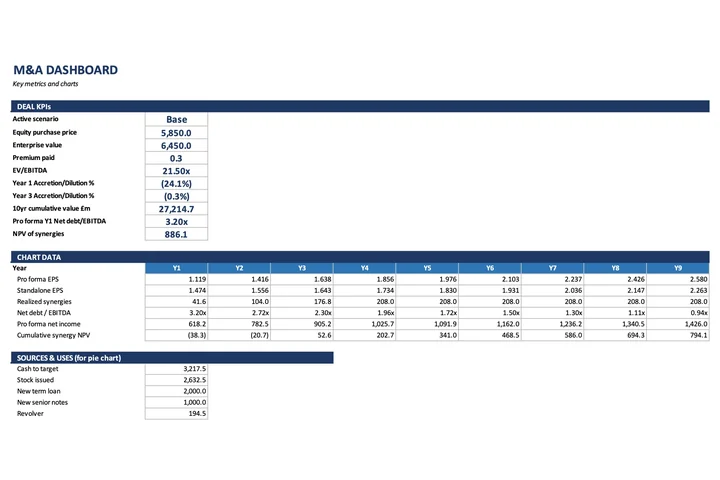 M&A DASHBOARD
Key metrics and charts
DEAL KPIs
Active scenario Base
Equity purchase price 5,850.0
Enterprise value 6,450.0
Premium paid 0.3
EV/EBITDA 21.50x
Year 1 Accretion/Dilution % (24.1%)
Year 3 Accretion/Dilution % (0.3%)
10yr cumulative value £m 27,214.7
Pro forma Y1 Net debt/EBITDA 3.20x
NPV of synergies 886.1
CHART DATA
Year Y1 Y2 Y3 Y4 Y5 Y6 Y7 Y8 Y9
Pro forma EPS 1.119 1.416 1.638 1.856 1.976 2.103 2.237 2.426 2.580
Standalone EPS 1.474 1.556 1.643 1.734 1.830 1.931 2.036 2.147 2.263
Realized synergies 41.6 104.0 176.8 208.0 208.0 208.0 208.0 208.0 208.0
Net debt / EBITDA 3.20x 2.72x 2.30x 1.96x 1.72x 1.50x 1.30x 1.11x 0.94x
Pro forma net income 618.2 782.5 905.2 1,025.7 1,091.9 1,162.0 1,236.2 1,340.5 1,426.0
Cumulative synergy NPV (38.3) (20.7) 52.6 202.7 341.0 468.5 586.0 694.3 794.1
SOURCES & USES (for pie chart)
Cash to target 3,217.5
Stock issued 2,632.5
New term loan 2,000.0
New senior notes 1,000.0
Revolver 194.5